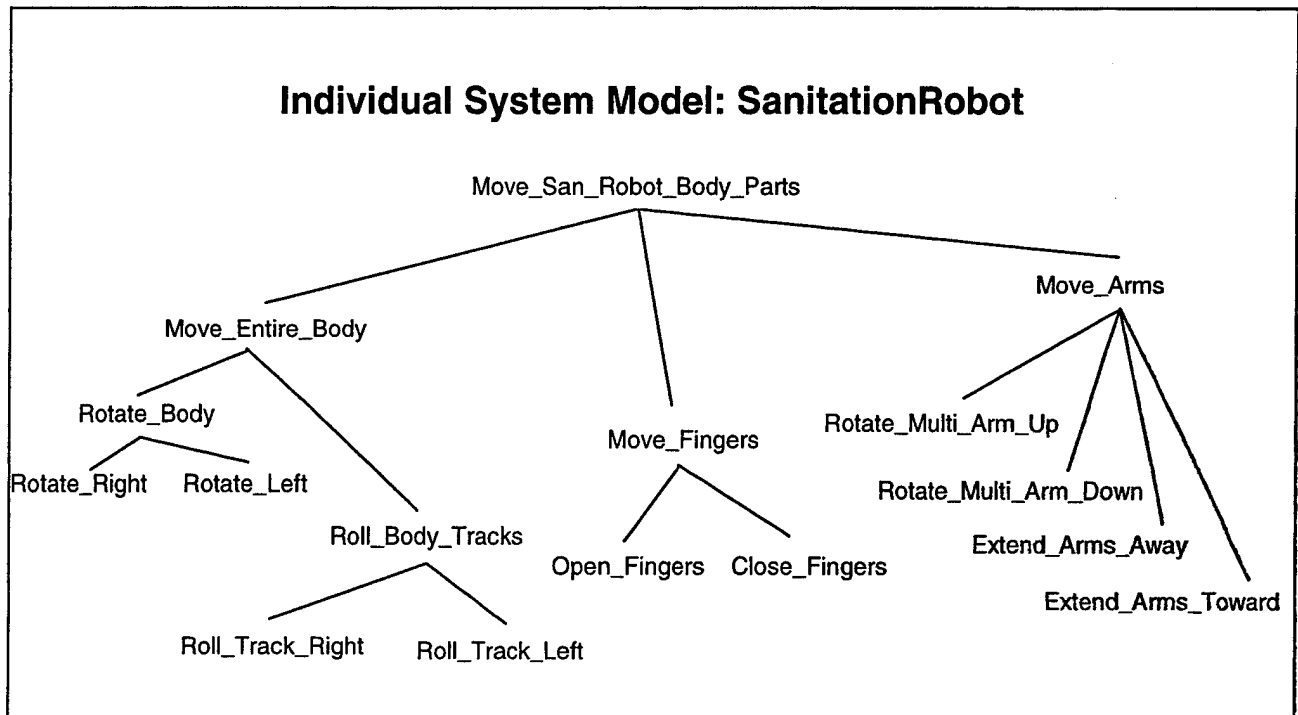 Individual System Model: SanitationRobot
Move_San_Robot_Body_Parts
Move_Arms
Move_Entire_Body
Rotate_Body
Rotate_Multi_Arm_Up
Move_Fingers
Rotate_Right
Rotate_Left
Rotate_Multi_Arm_Down
Roll_Body_Tracks
Extend_Arms_Away
Open_Fingers
Close_Fingers
Extend_Arms_Toward
Roll_Track_Right
Roll_Track_Left